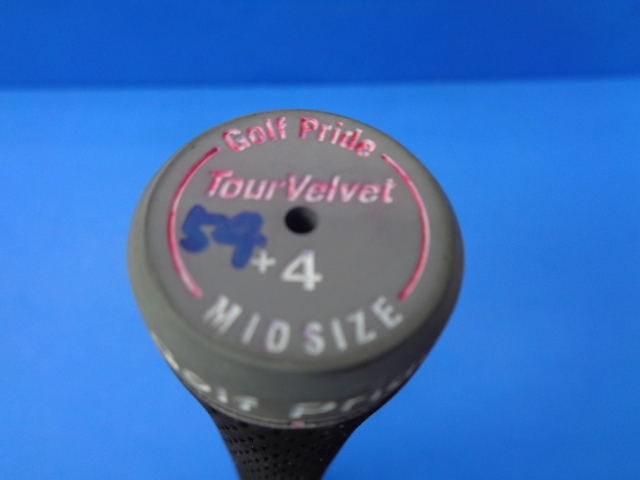 Golf Pride
TourVelvet
54
+4
MIDSIZE
Golf Pride